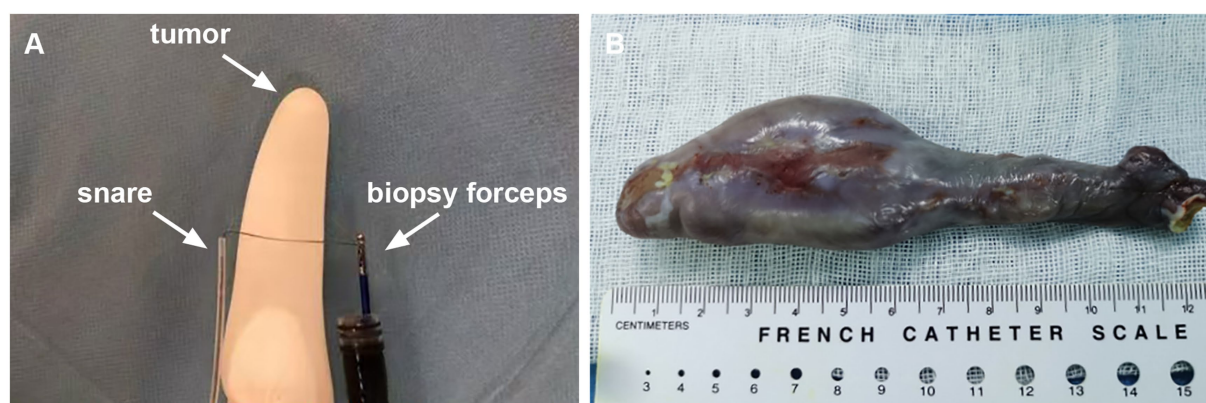 A
tumor
snare
biopsy forceps
B
1 2 3 4 5 6 7 8 9 10 11 12
CENTIMETERS
FRENCH CATHETER SCALE
3 4 5 6 7 8 9 10 11 12 13 14 15